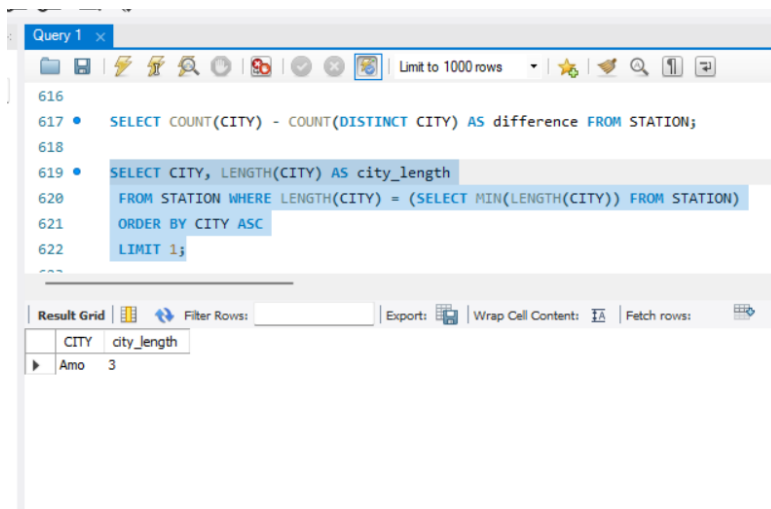 Query 1
Limit to 1000 rows
616
617 SELECT COUNT(CITY) - COUNT(DISTINCT CITY) AS difference FROM STATION;
618
619 SELECT CITY, LENGTH(CITY) AS city_length
620 FROM STATION WHERE LENGTH(CITY) = (SELECT MIN(LENGTH(CITY)) FROM STATION)
621 ORDER BY CITY ASC
622 LIMIT 1;
Result Grid Filter Rows: Export: Wrap Cell Content: Fetch rows:
CITY city_length
Amo 3